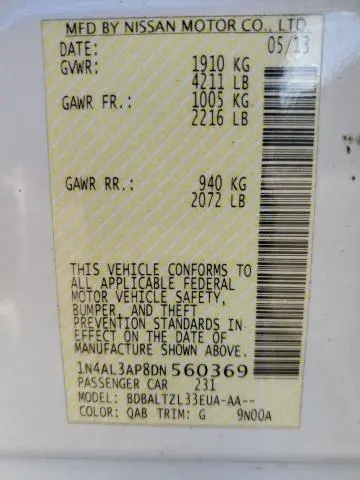 MFD BY NISSAN MOTOR CO., LTD.
DATE: 05/13
GVWR: 1910 KG
4211 LB
GAWR FR.: 1005 KG
2216 LB
GAWR RR.: 940 KG
2072 LB
THIS VEHICLE CONFORMS TO
ALL APPLICABLE FEDERAL
MOTOR VEHICLE SAFETY,
BUMPER, AND THEFT
PREVENTION STANDARDS IN
EFFECT ON THE DATE OF
MANUFACTURE SHOWN ABOVE.
1N4AL3AP8DN 560369
PASSENGER CAR 231
MODEL: BDBALTZL33EUA-AA--
COLOR: QAB TRIM: G 9N00A